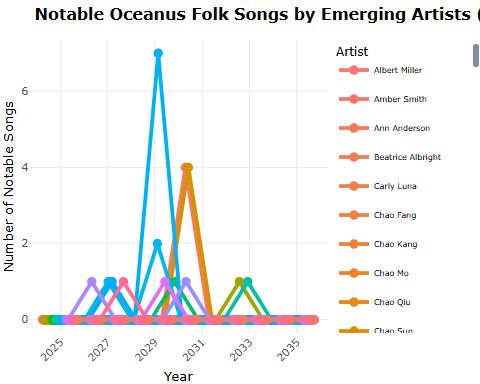 Notable Oceanus Folk Songs by Emerging Artists (
Artist
Albert Miller
Amber Smith
Ann Anderson
Beatrice Albright
Carly Luna
Chao Fang
Chao Kang
Chao Mo
Chao Qiu
Chao Sun
Number of Notable Songs
6
4
2
0
2025
2027
2029
2031
2033
2035
Year